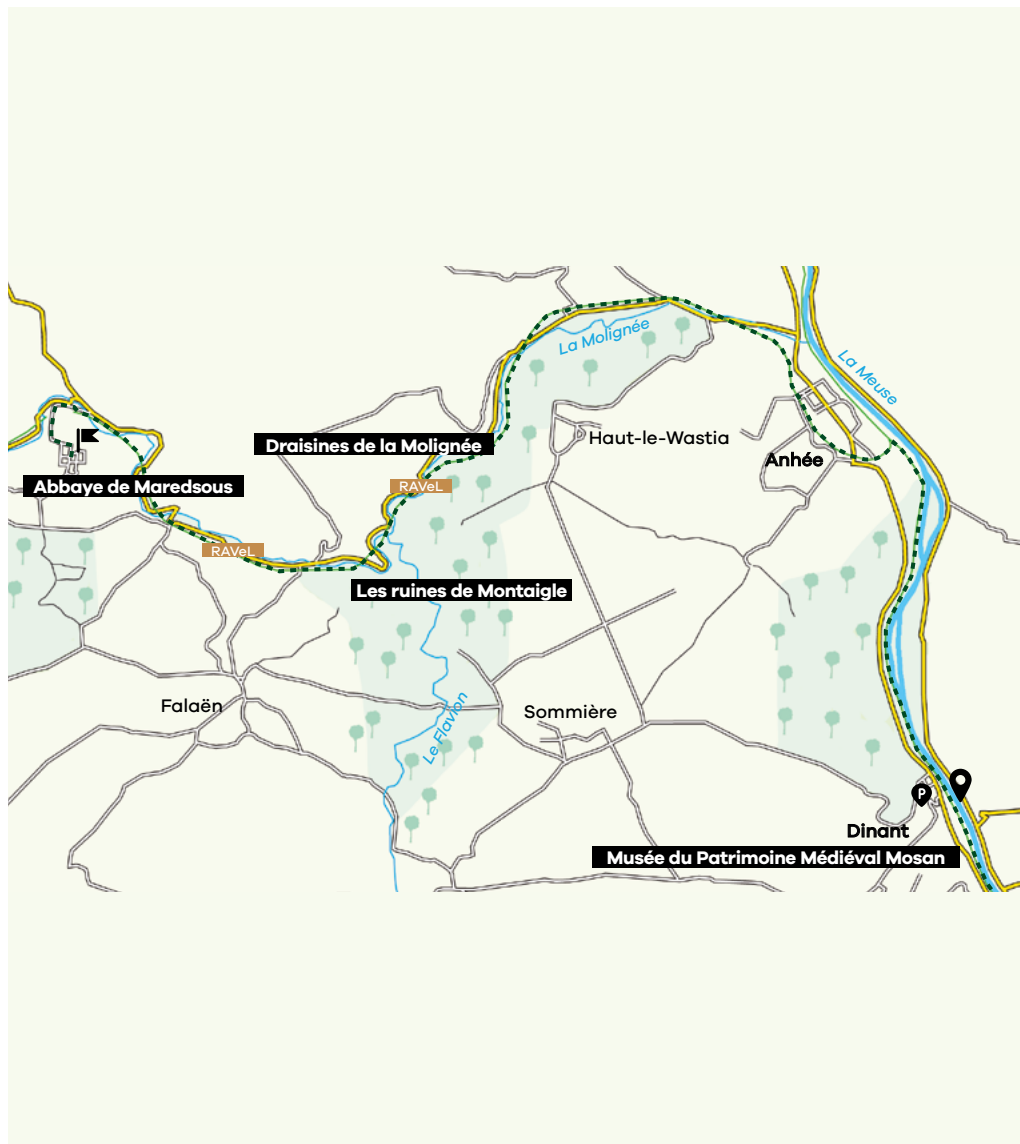 La Molignée
La Meuse
Haut-le-Wastia
Draisines de la Molignée
Anhée
Abbaye de Maredsous
RAVeL
RAVeL
Les ruines de Montaigle
Falaën
Le Flavion
Sommière
P
Dinant
Musée du Patrimoine Médiéval Mosan